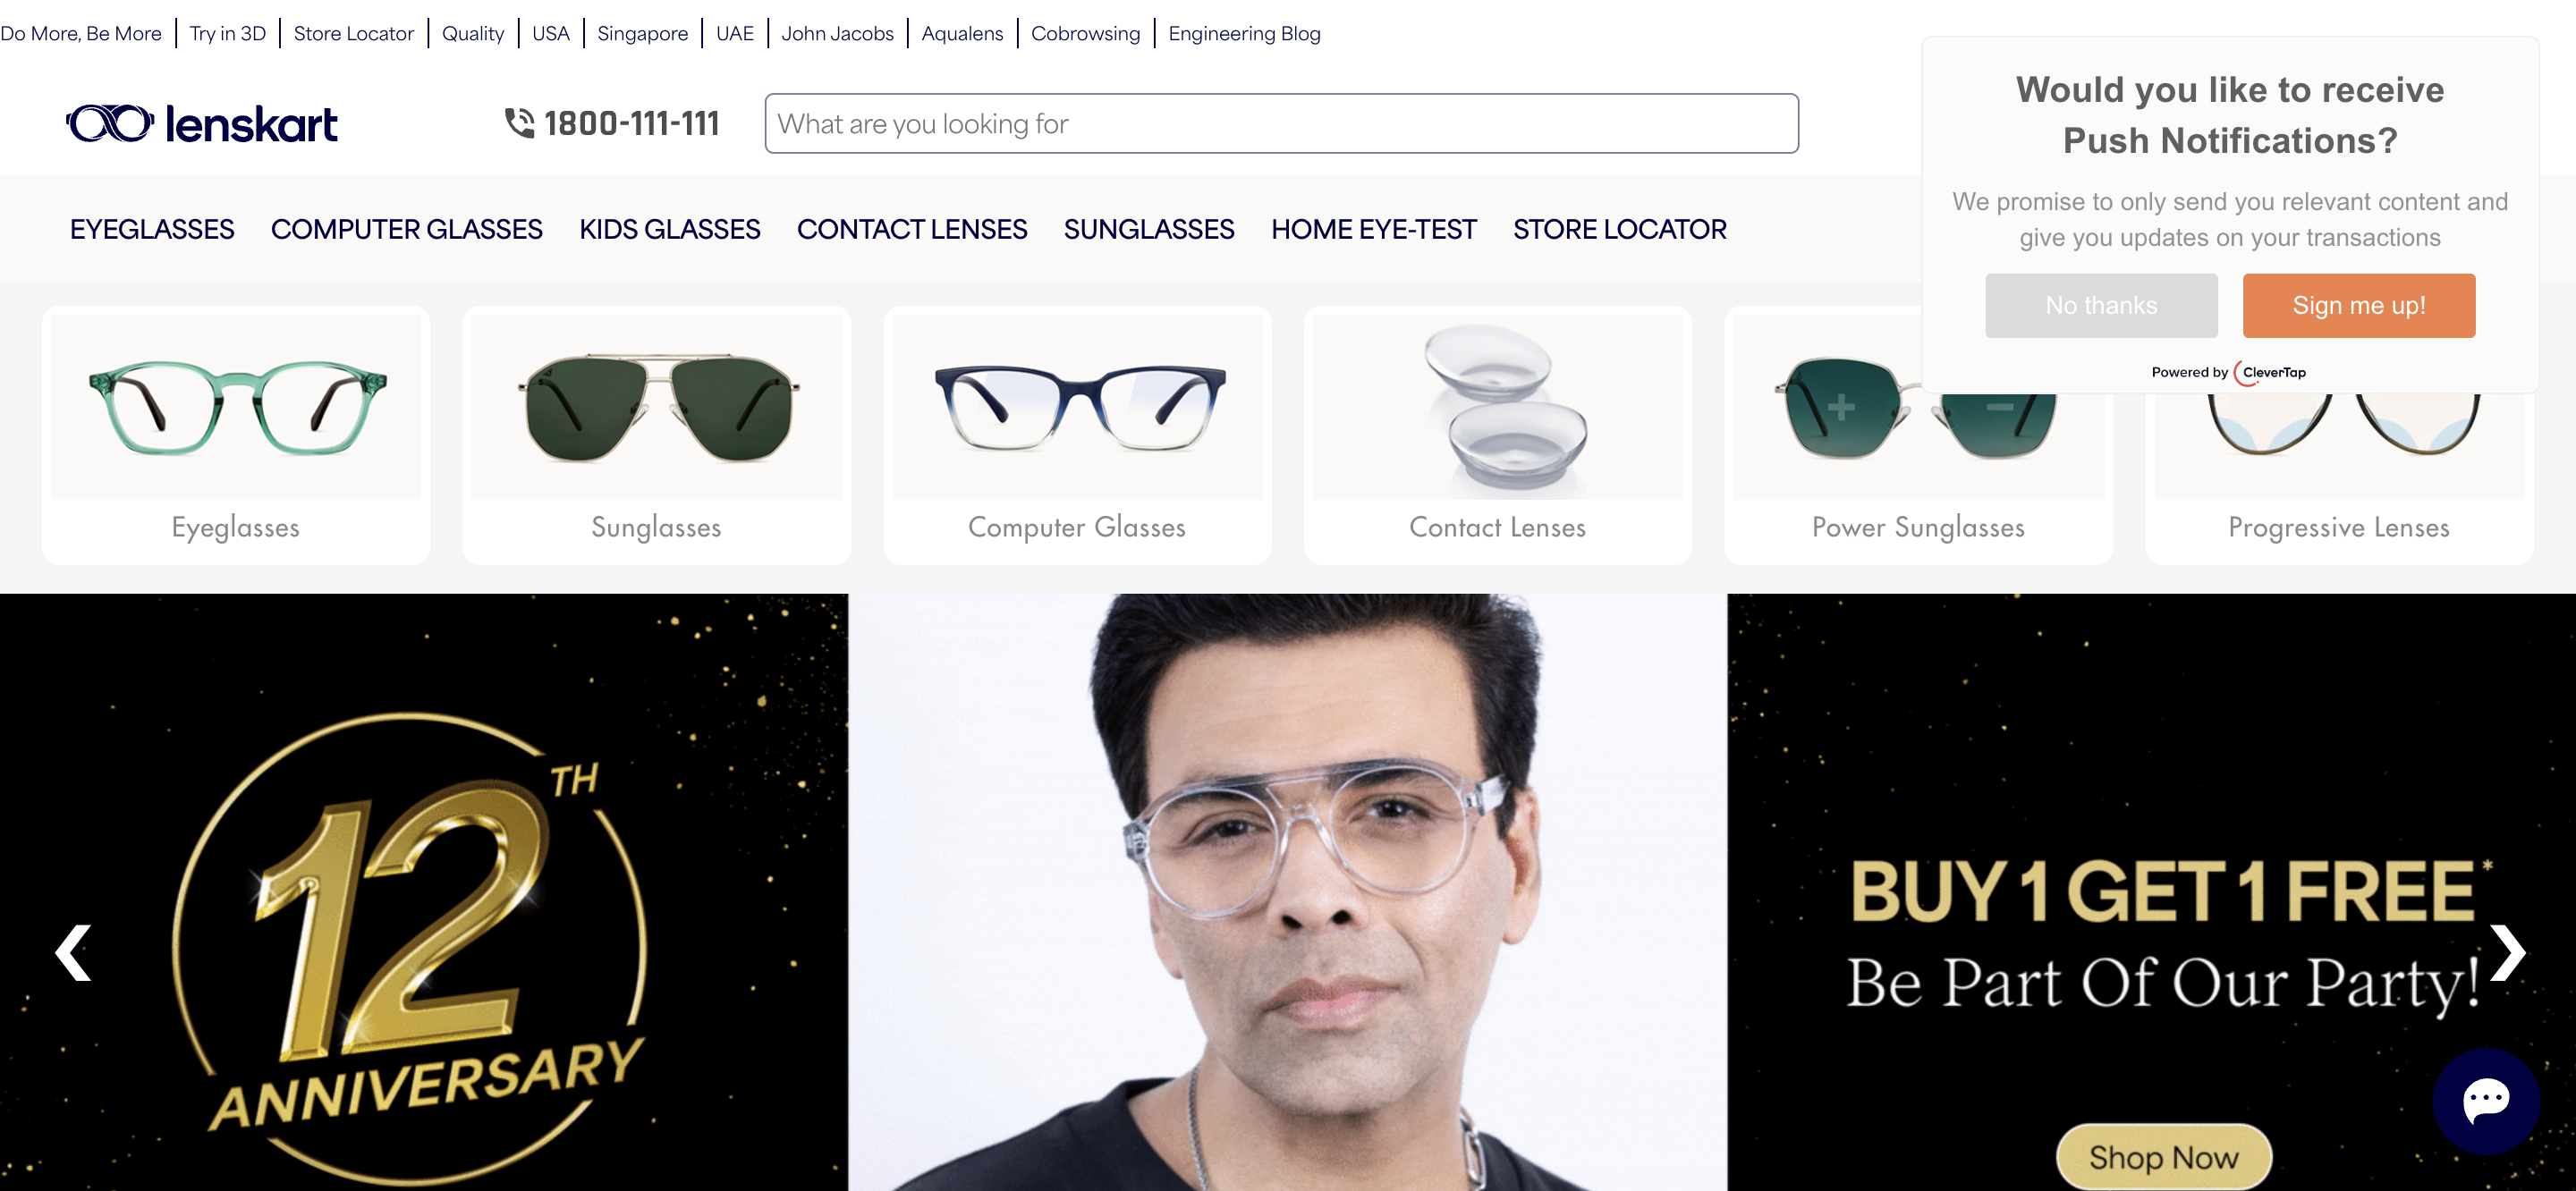 Do More, Be More | Try in 3D | Store Locator | Quality | USA | Singapore | UAE | John Jacobs | Aqualens | Cobrowsing | Engineering Blog
lenskart
1800-111-111
What are you looking for
Would you like to receive
Push Notifications?
We promise to only send you relevant content and
give you updates on your transactions
No thanks
Sign me up!
Powered by CleverTap
EYEGLASSES COMPUTER GLASSES KIDS GLASSES CONTACT LENSES SUNGLASSES HOME EYE-TEST STORE LOCATOR
Eyeglasses
Sunglasses
Computer Glasses
Contact Lenses
Power Sunglasses
Progressive Lenses
12TH
ANNIVERSARY
BUY 1 GET 1 FREE*
Be Part Of Our Party!
Shop Now